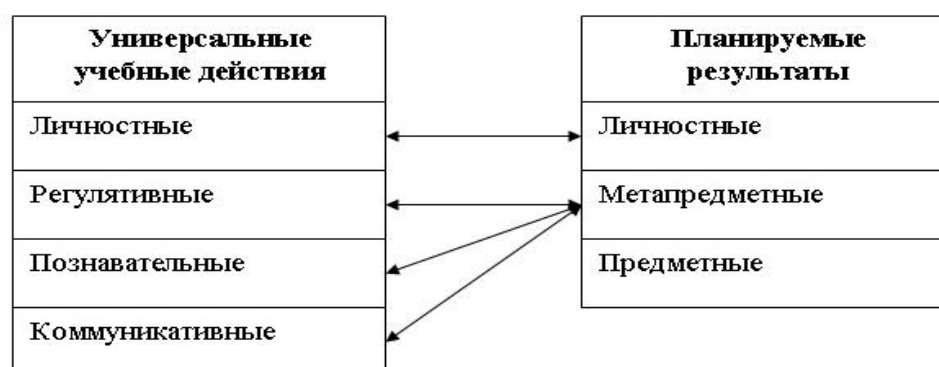 Универсальные
учебные действия
Личностные
Регулятивные
Познавательные
Коммуникативные
Планируемые
результаты
Личностные
Метапредметные
Предметные